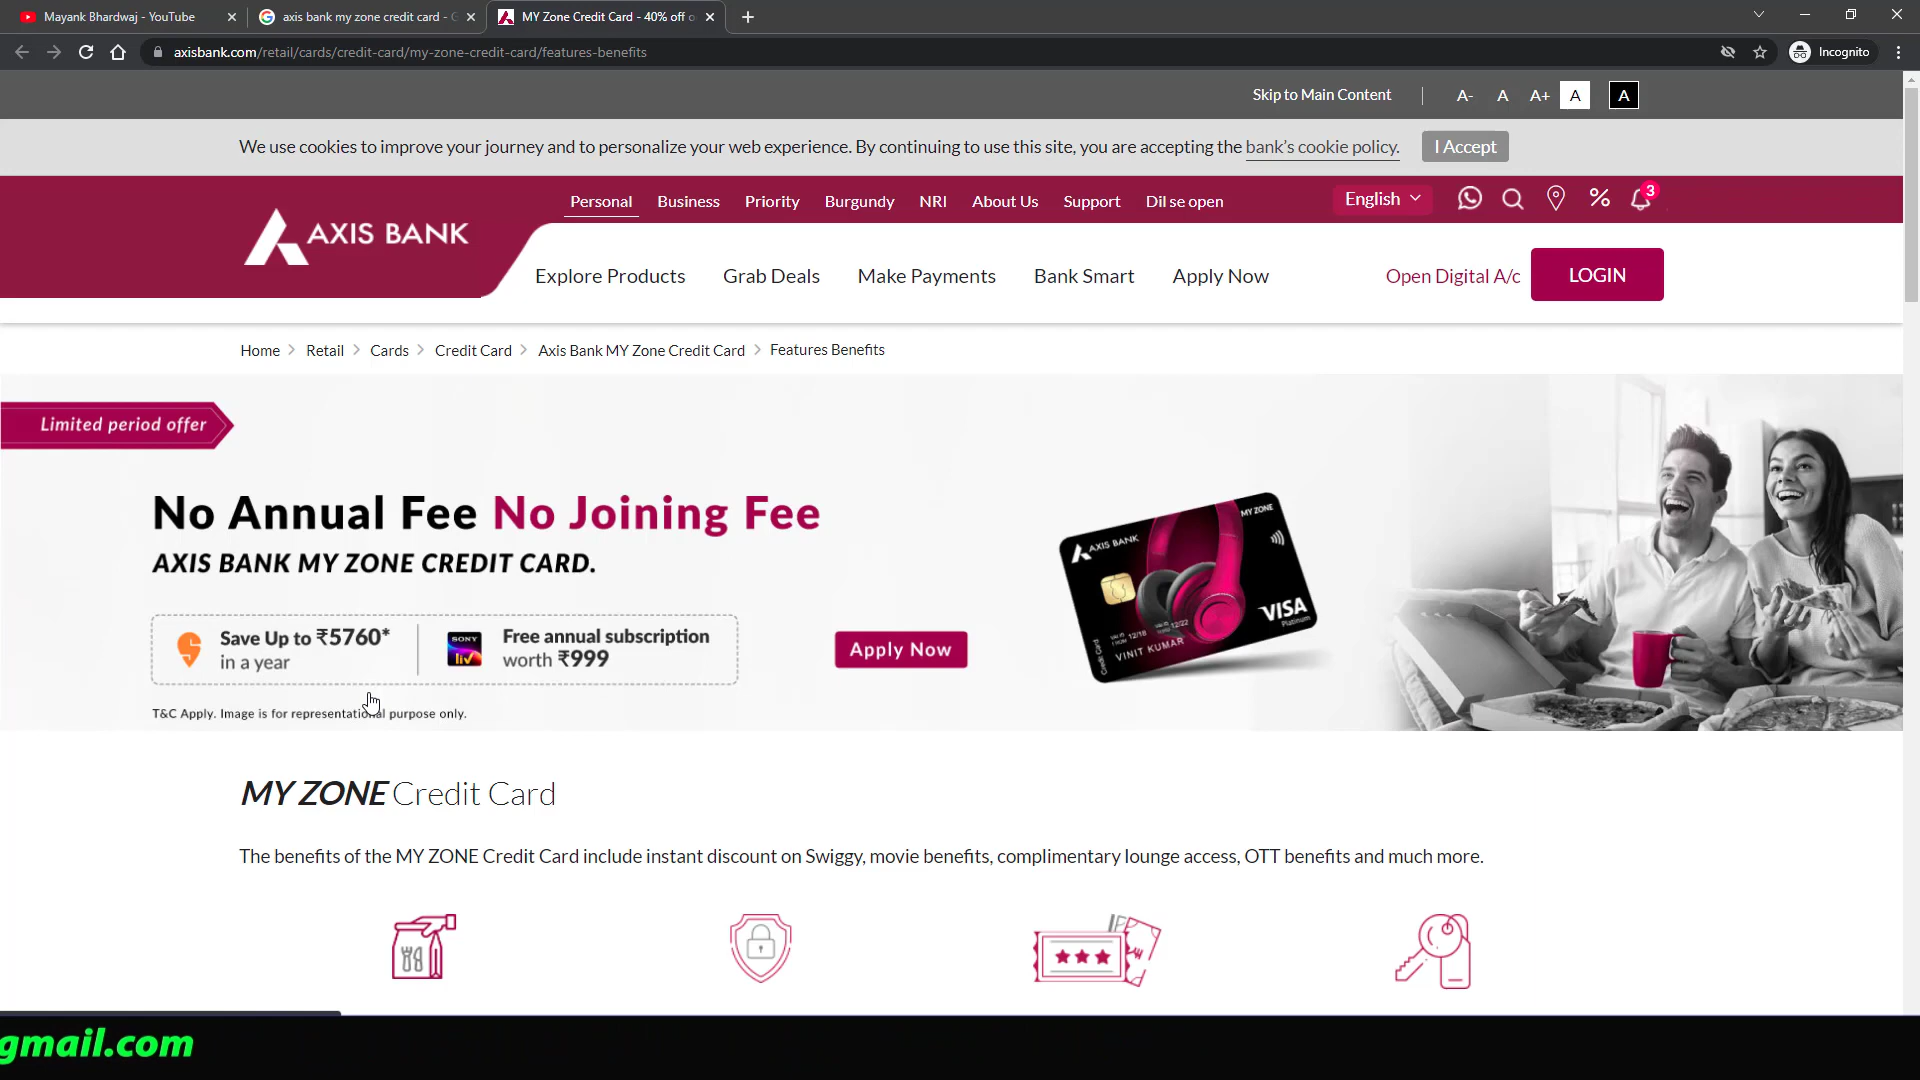 Mayank Bhardwaj - YouTube
axis bank my zone credit card - G
MY Zone Credit Card - 40% off o
axisbank.com/retail/cards/credit-card/my-zone-credit-card/features-benefits
Incognito
Skip to Main Content
A-
A
A+
A
A
We use cookies to improve your journey and to personalize your web experience. By continuing to use this site, you are accepting the bank's cookie policy.
I Accept
Personal
Business
Priority
Burgundy
NRI
About Us
Support
Dil se open
English
%
3
AXIS BANK
Explore Products
Grab Deals
Make Payments
Bank Smart
Apply Now
Open Digital A/c
LOGIN
Home
Retail
Cards
Credit Card
Axis Bank MY Zone Credit Card
Features Benefits
Limited period offer
No Annual Fee No Joining Fee
AXIS BANK MY ZONE CREDIT CARD.
Save Up to ₹5760*
in a year
SONY
liv
Free annual subscription
worth ₹999
Apply Now
AXIS BANK
MY ZONE
VISA
Platinum
12/18
12/22
VINIT KUMAR
Credit Card
T&C Apply. Image is for representational purpose only.
MY ZONE Credit Card
The benefits of the MY ZONE Credit Card include instant discount on Swiggy, movie benefits, complimentary lounge access, OTT benefits and much more.
gmail.com